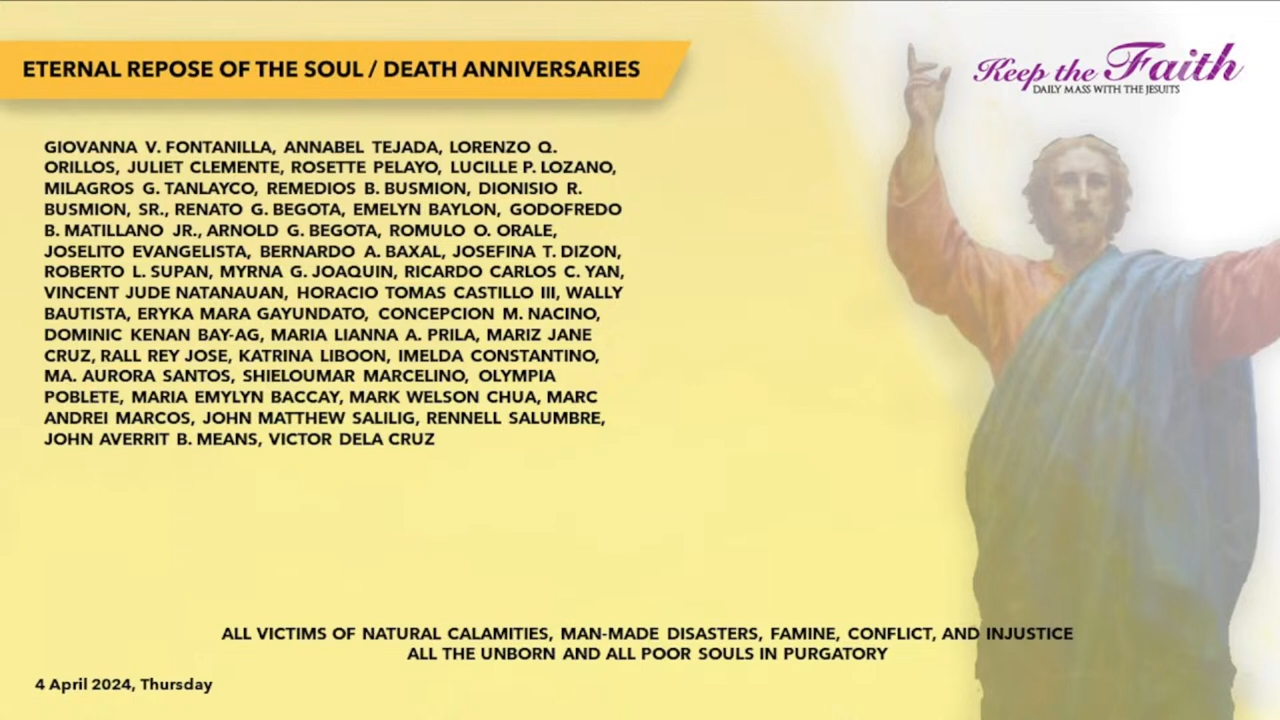 ETERNAL REPOSE OF THE SOUL / DEATH ANNIVERSARIES
Keep the Faith
DAILY MASS WITH THE JESUITS
GIOVANNA V. FONTANILLA, ANNABEL TEJADA, LORENZO Q.
ORILLOS, JULIET CLEMENTE, ROSETTE PELAYO, LUCILLE P. LOZANO,
MILAGROS G. TANLAYCO, REMEDIOS B. BUSMION, DIONISIO R.
BUSMION, SR., RENATO G. BEGOTA, EMELYN BAYLON, GODOFREDO
B. MATILLANO JR., ARNOLD G. BEGOTA, ROMULO O. ORALE,
JOSELITO EVANGELISTA, BERNARDO A. BAXAL, JOSEFINA T. DIZON,
ROBERTO L. SUPAN, MYRNA G. JOAQUIN, RICARDO CARLOS C. YAN,
VINCENT JUDE NATANAUAN, HORACIO TOMAS CASTILLO III, WALLY
BAUTISTA, ERYKA MARA GAYUNDATO, CONCEPCION M. NACINO,
DOMINIC KENAN BAY-AG, MARIA LIANNA A. PRILA, MARIZ JANE
CRUZ, RALL REY JOSE, KATRINA LIBOON, IMELDA CONSTANTINO,
MA. AURORA SANTOS, SHIELOUMAR MARCELINO, OLYMPIA
POBLETE, MARIA EMYLYN BACCAY, MARK WELSON CHUA, MARC
ANDREI MARCOS, JOHN MATTHEW SALILIG, RENNELL SALUMBRE,
JOHN AVERRIT B. MEANS, VICTOR DELA CRUZ
ALL VICTIMS OF NATURAL CALAMITIES, MAN-MADE DISASTERS, FAMINE, CONFLICT, AND INJUSTICE
ALL THE UNBORN AND ALL POOR SOULS IN PURGATORY
4 April 2024, Thursday